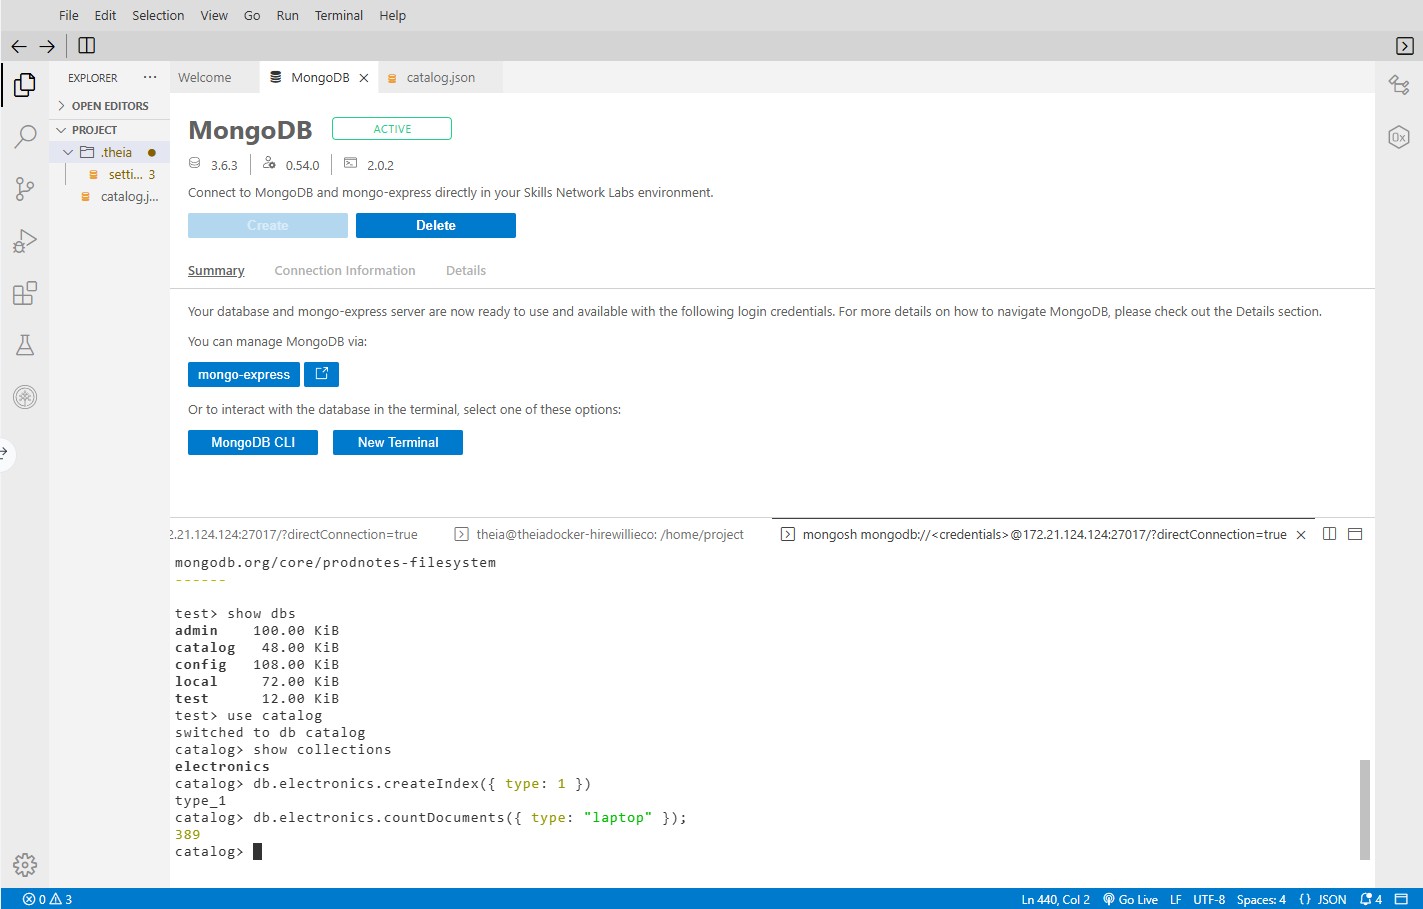 File Edit Selection View Go Run Terminal Help
EXPLORER ...
Welcome MongoDB catalog.json
OPEN EDITORS
PROJECT
.theia
setti... 3
catalog.j...
MongoDB ACTIVE
3.6.3 0.54.0 2.0.2
Connect to MongoDB and mongo-express directly in your Skills Network Labs environment.
Create Delete
Summary Connection Information Details
Your database and mongo-express server are now ready to use and available with the following login credentials. For more details on how to navigate MongoDB, please check out the Details section.
You can manage MongoDB via:
mongo-express
Or to interact with the database in the terminal, select one of these options:
MongoDB CLI New Terminal
2.21.124.124:27017/?directConnection=true theia@theiadocker-hirewillieco: /home/project mongosh mongodb://<credentials>@172.21.124.124:27017/?directConnection=true
mongodb.org/core/prodnotes-filesystem
------
test> show dbs
admin 100.00 KiB
catalog 48.00 KiB
config 108.00 KiB
local 72.00 KiB
test 12.00 KiB
test> use catalog
switched to db catalog
catalog> show collections
electronics
catalog> db.electronics.createIndex({ type: 1 })
type_1
catalog> db.electronics.countDocuments({ type: "laptop" });
389
catalog>
0 3 Ln 440, Col 2 Go Live LF UTF-8 Spaces: 4 {} JSON 4
0x